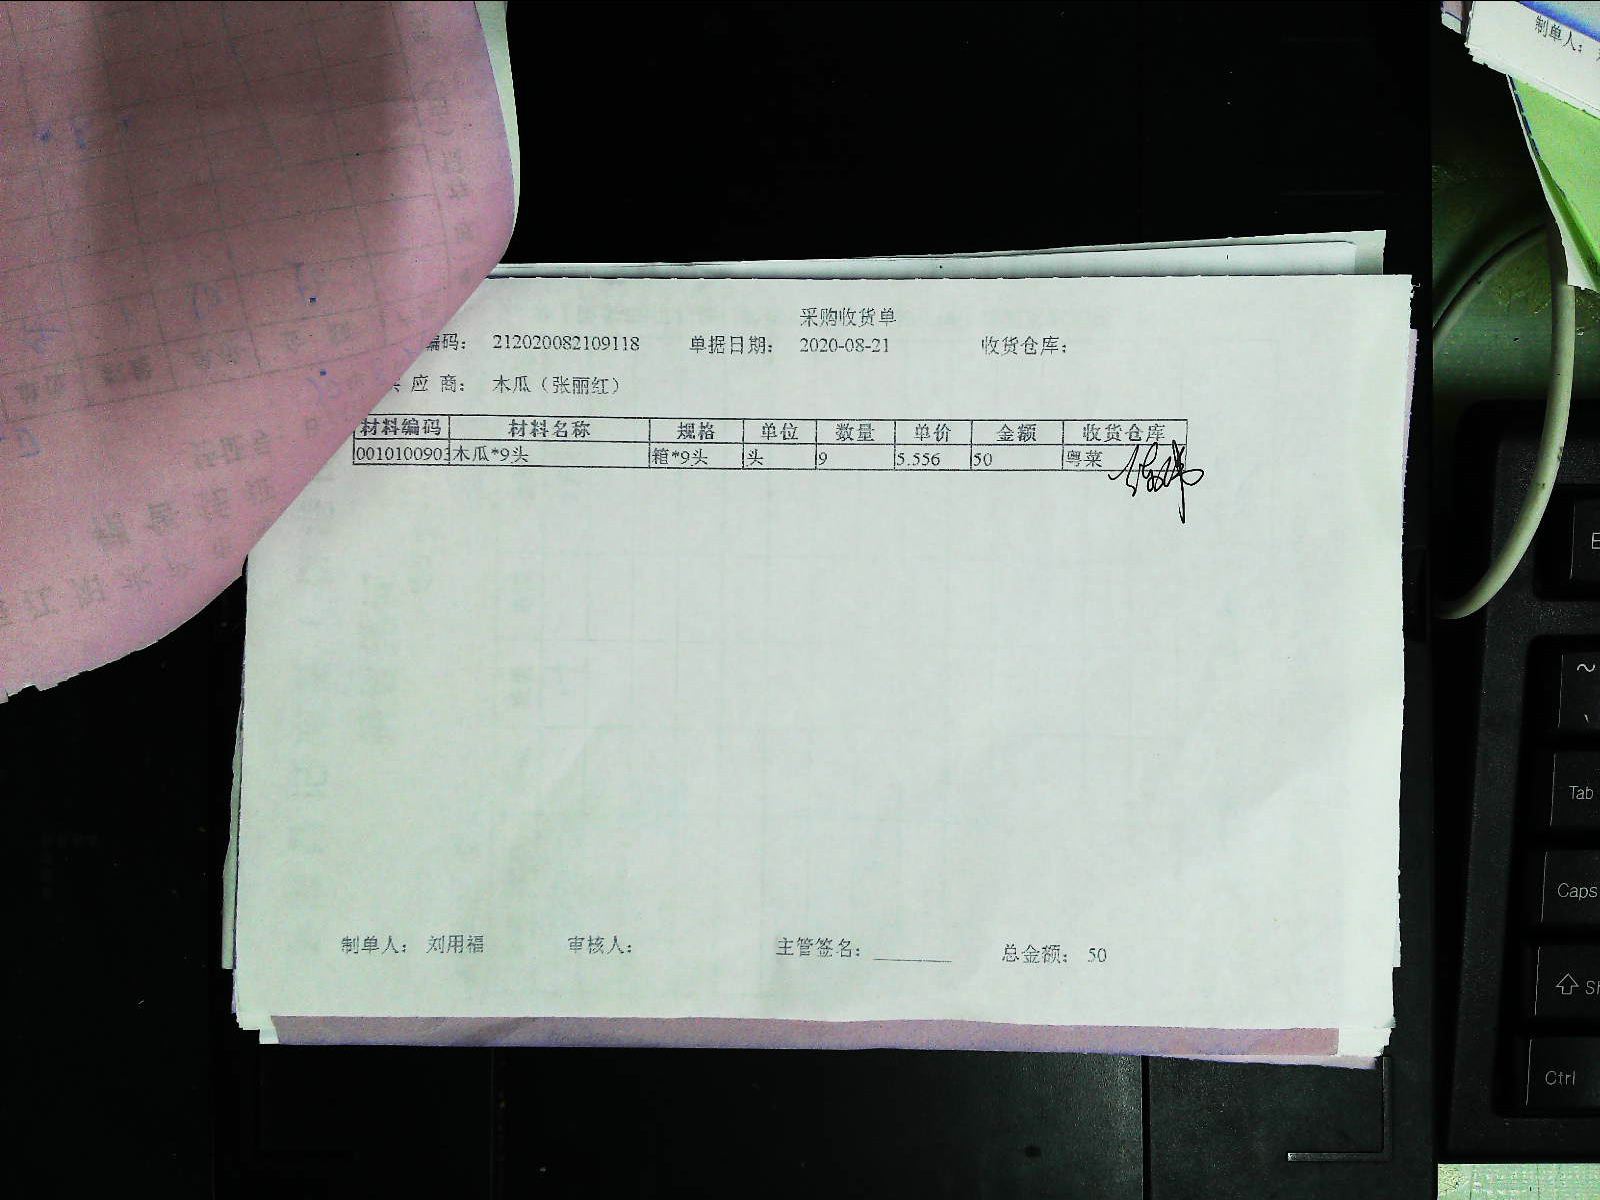 制单人:
采购收货单
编码: 212020082109118 单据日期: 2020-08-21 收货仓库:
应 商: 木瓜（张丽红）
材料编码 材料名称 规格 单位 数量 单价 金额 收货仓库
0010100903 木瓜*9头 箱*9头 头 9 5.556 50 粤菜
制单人: 刘用福 审核人: 主管签名: ________ 总金额: 50
~
Tab
Caps
Ctrl